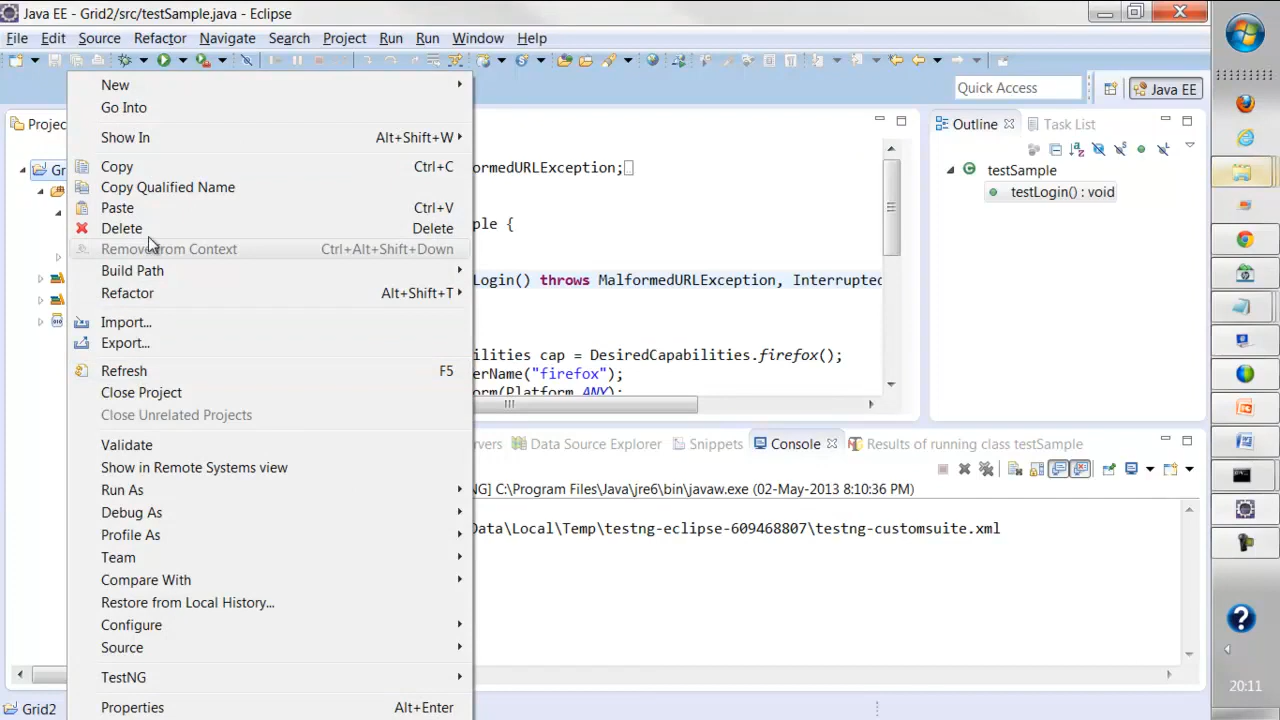 Java EE - Grid2/src/testSample.java - Eclipse
File Edit Source Refactor Navigate Search Project Run Run Window Help
Quick Access
Java EE
Projec
Gr
New
Go Into
Show In Alt+Shift+W
Copy Ctrl+C
Copy Qualified Name
Paste Ctrl+V
Delete Delete
Remove from Context Ctrl+Alt+Shift+Down
Build Path
Refactor Alt+Shift+T
Import...
Export...
Refresh F5
Close Project
Close Unrelated Projects
Validate
Show in Remote Systems view
Run As
Debug As
Profile As
Team
Compare With
Restore from Local History...
Configure
Source
TestNG
Properties Alt+Enter
Grid2
formedURLException;
ple {
Login() throws MalformedURLException, Interrupted
ilities cap = DesiredCapabilities.firefox();
erName("firefox");
orm(Platform.ANY);
Outline Task List
testSample
testLogin() : void
rvers Data Source Explorer Snippets Console Results of running class testSample
NG] C:\Program Files\Java\jre6\bin\javaw.exe (02-May-2013 8:10:36 PM)
Data\Local\Temp\testng-eclipse-609468807\testng-customsuite.xml
20:11